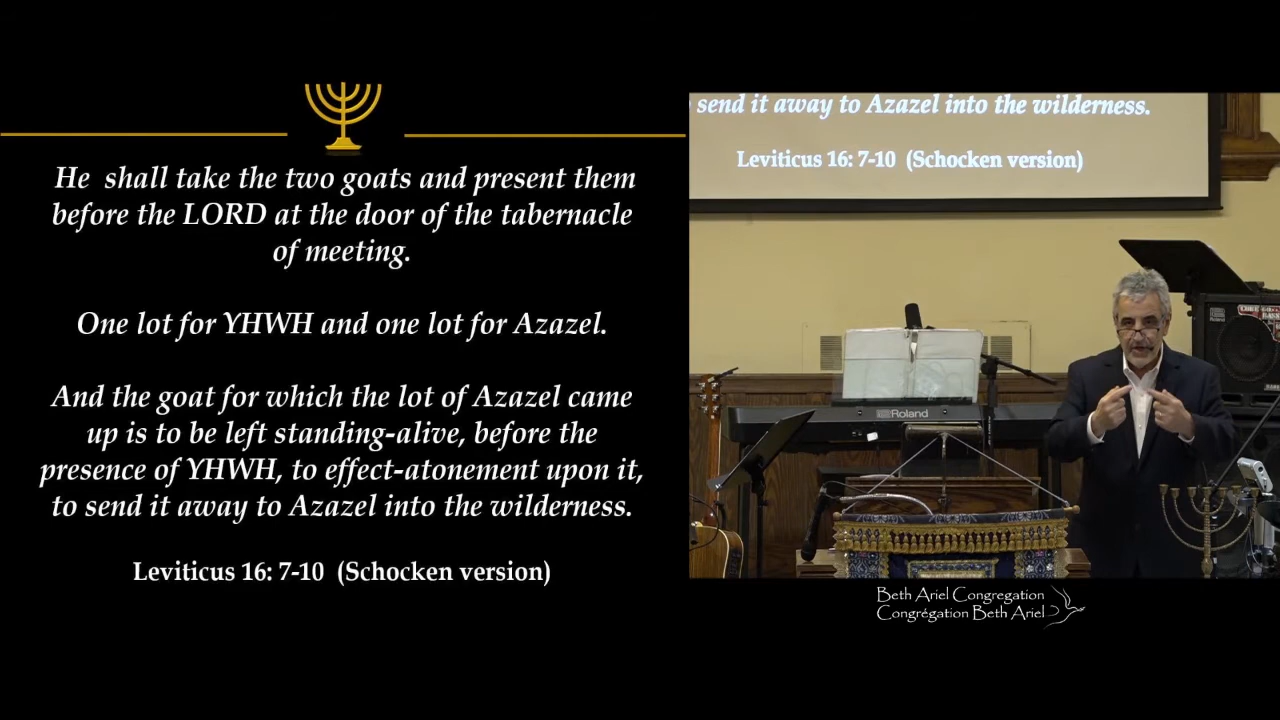 He shall take the two goats and present them
before the LORD at the door of the tabernacle
of meeting.
One lot for YHWH and one lot for Azazel.
And the goat for which the lot of Azazel came
up is to be left standing-alive, before the
presence of YHWH, to effect-atonement upon it,
to send it away to Azazel into the wilderness.
Leviticus 16: 7-10 (Schocken version)
send it away to Azazel into the wilderness.
Leviticus 16: 7-10 (Schocken version)
Roland
Beth Ariel Congregation
Congrégation Beth Ariel